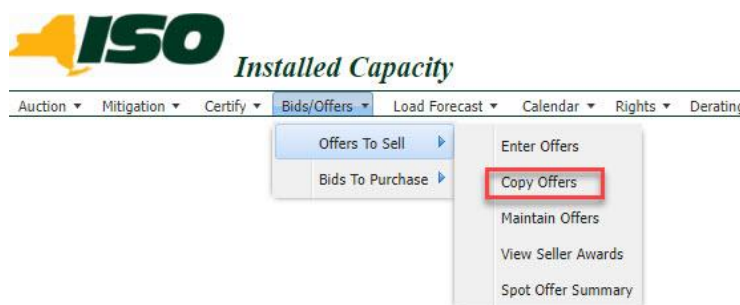 ISO
Installed Capacity
Auction Mitigation Certify Bids/Offers Load Forecast Calendar Rights Derating
Offers To Sell Enter Offers
Bids To Purchase Copy Offers
Maintain Offers
View Seller Awards
Spot Offer Summary